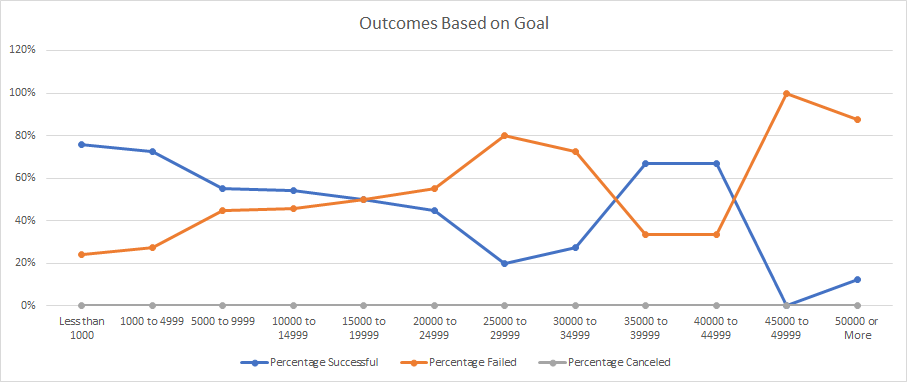 Outcomes Based on Goal
120%
100%
80%
60%
40%
20%
0%
Less than 1000
1000 to 4999
5000 to 9999
10000 to 14999
15000 to 19999
20000 to 24999
25000 to 29999
30000 to 34999
35000 to 39999
40000 to 44999
45000 to 49999
50000 or More
Percentage Successful
Percentage Failed
Percentage Canceled